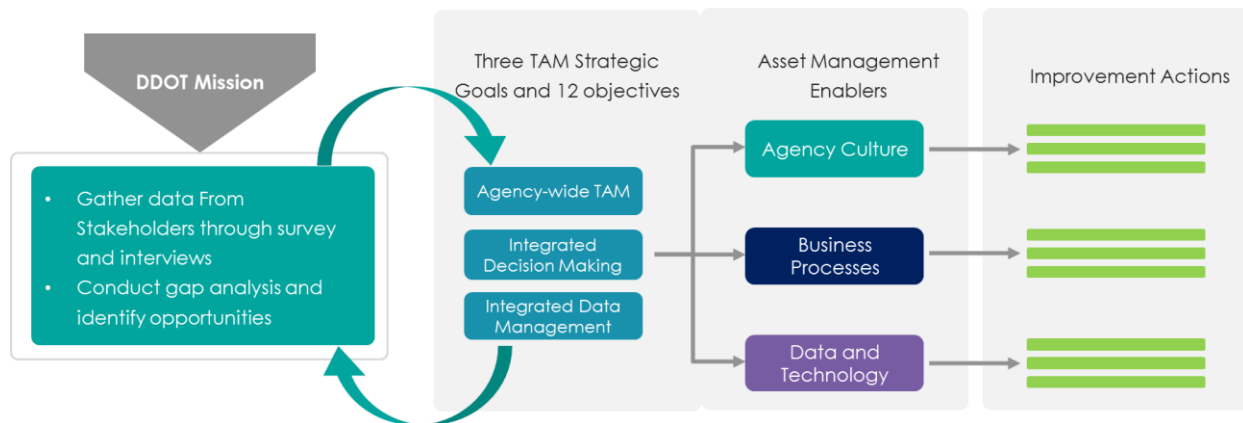 DDOT Mission
• Gather data From
Stakeholders through survey
and interviews
• Conduct gap analysis and
identify opportunities
Three TAM Strategic
Goals and 12 objectives
Agency-wide TAM
Integrated
Decision Making
Integrated Data
Management
Asset Management
Enablers
Agency Culture
Business
Processes
Data and
Technology
Improvement Actions